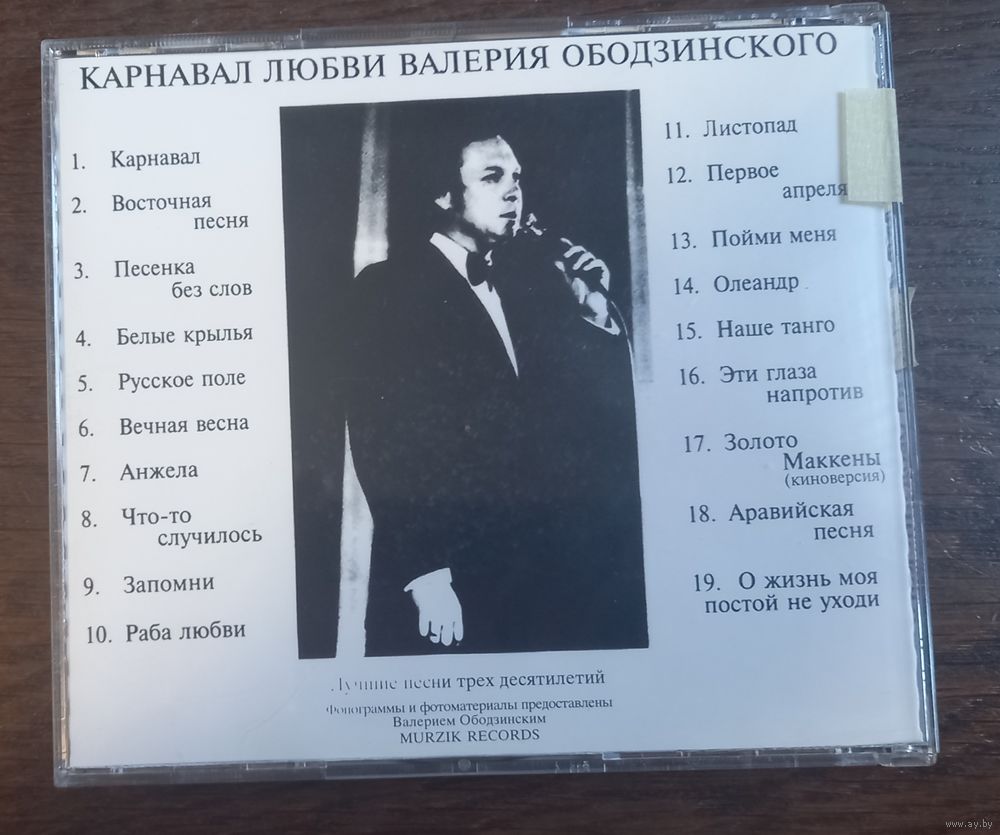 КАРНАВАЛ ЛЮБВИ ВАЛЕРИЯ ОБОДЗИНСКОГО
1. Карнавал
2. Восточная
песня
3. Песенка
без слов
4. Белые крылья
5. Русское поле
6. Вечная весна
7. Анжела
8. Что-то
случилось
9. Запомни
10. Раба любви
11. Листопад
12. Первое
апреля
13. Пойми меня
14. Олеандр
15. Наше танго
16. Эти глаза
напротив
17. Золото
Маккены
(киноверсия)
18. Аравийская
песня
19. О жизнь моя
постой не уходи
Лучшие песни трех десятилетий
Фонограммы и фотоматериалы предоставлены
Валерием Ободзинским
MURZIK RECORDS
www.ay.by